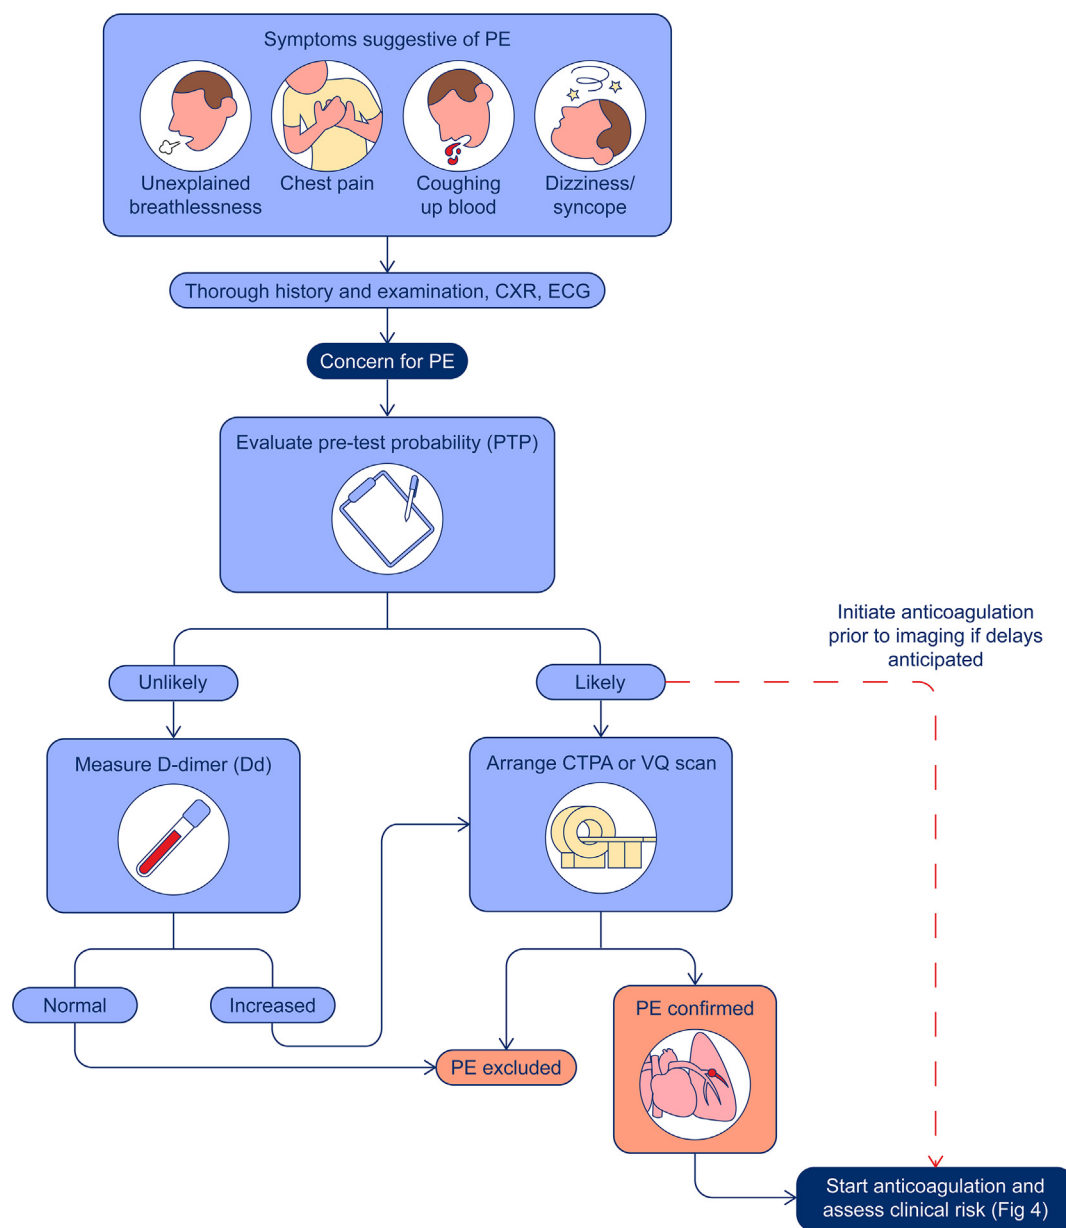 Symptoms suggestive of PE
Unexplained
breathlessness
Chest pain
Coughing
up blood
Dizziness/
syncope
Thorough history and examination, CXR, ECG
Concern for PE
Evaluate pre-test probability (PTP)
Initiate anticoagulation
prior to imaging if delays
anticipated
Unlikely
Likely
Measure D-dimer (Dd)
Arrange CTPA or VQ scan
Normal
Increased
PE excluded
PE confirmed
Start anticoagulation and
assess clinical risk (Fig 4)